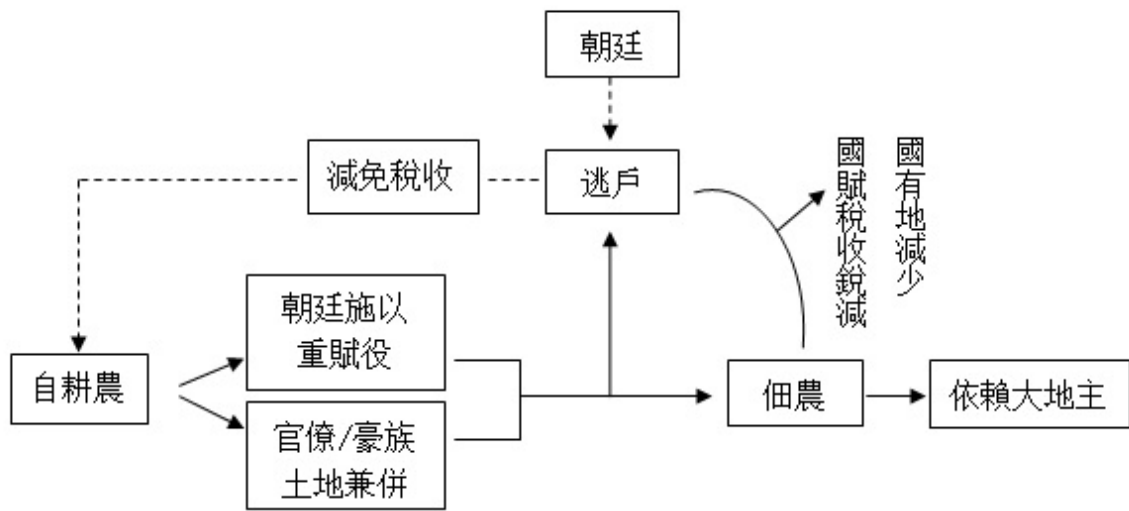 朝廷
減免稅收
逃戶
國有地減少
國賦稅收銳減
朝廷施以
重賦役
自耕農
官僚/豪族
土地兼併
佃農
依賴大地主